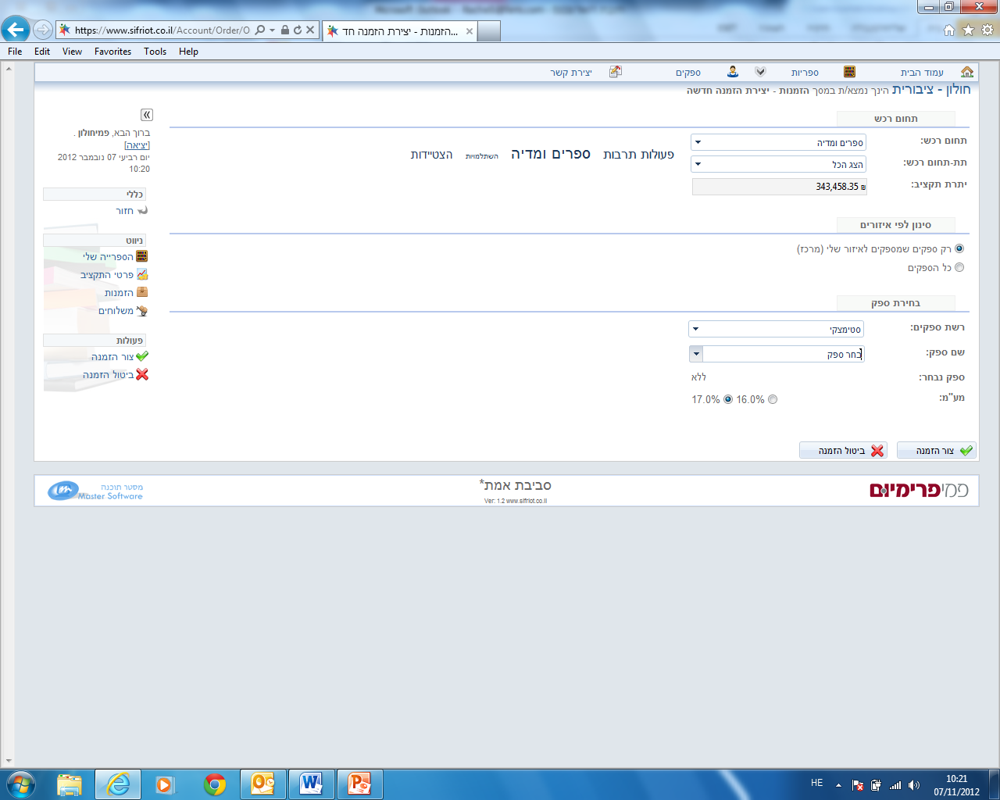 https://www.sifriot.co.il/Account/Order/O
הזמנות - יצירת הזמנה חד...
File Edit View Favorites Tools Help
עמוד הבית ספריות ספקים יצירת קשר
חולון - ציבורית הינך נמצא/ת במסך הזמנות - יצירת הזמנה חדשה
ברוך הבא, פמיחולון .
[יציאה]
יום רביעי 07 נובמבר 2012
10:20
כללי
חזור
ניווט
הספרייה שלי
פרטי התקציב
הזמנות
משלוחים
פעולות
צור הזמנה
ביטול הזמנה
תחום רכש
תחום רכש: ספרים ומדיה
תת-תחום רכש: הצג הכל
יתרת תקציב: ₪ 343,458.35
פעולות תרבות ספרים ומדיה השתלמויות הצטיידות
סינון לפי איזורים
רק ספקים שמספקים לאיזור שלי (מרכז)
כל הספקים
בחירת ספק
רשת ספקים: סטימצקי
שם ספק: בחר ספק
ספק נבחר: ללא
מע"מ: 16.0% 17.0%
צור הזמנה ביטול הזמנה
פמיפרימיום
סביבת אמת*
Ver: 1.2 www.sifriot.co.il
מסטר תוכנה
Master Software
HE
10:21
07/11/2012